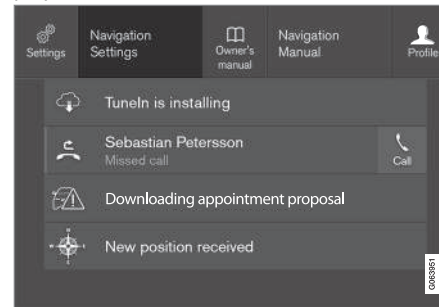 Settings
Navigation
Settings
Owner's
manual
Navigation
Manual
Profile
TuneIn is installing
Sebastian Petersson
Missed call
Call
Downloading appointment proposal
New position received
G063951